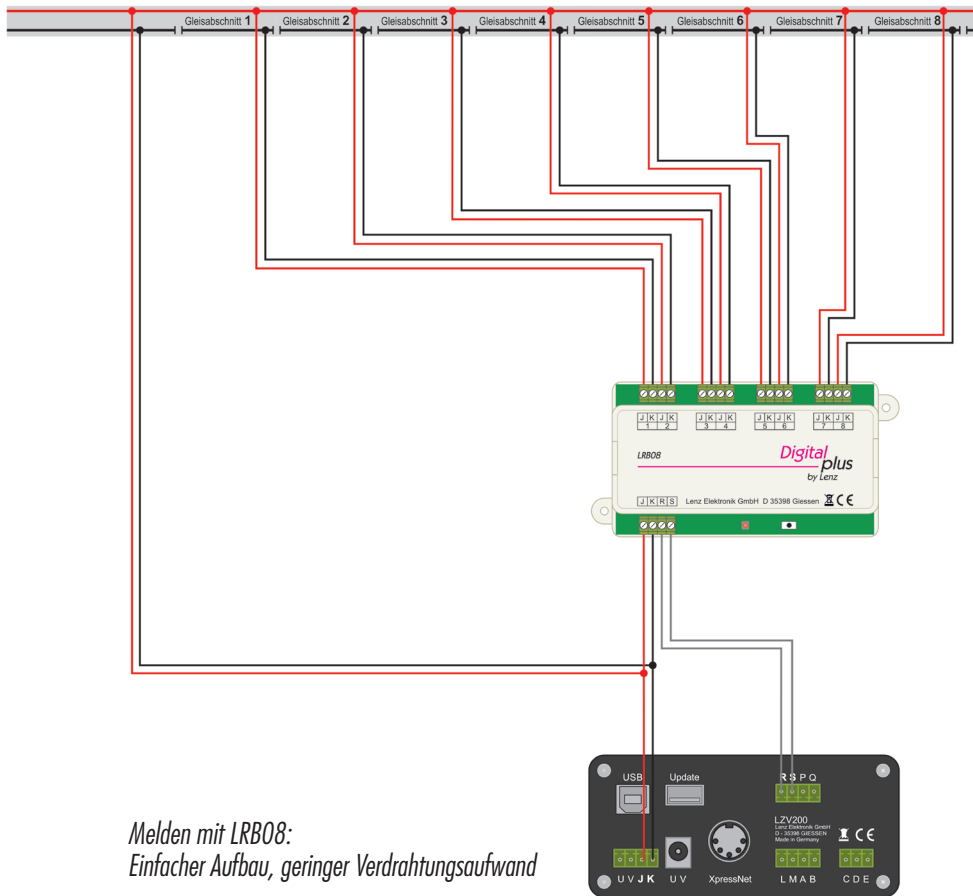 Gleisabschnitt 1 Gleisabschnitt 2 Gleisabschnitt 3 Gleisabschnitt 4 Gleisabschnitt 5 Gleisabschnitt 6 Gleisabschnitt 7 Gleisabschnitt 8
J K J K J K J K J K J K J K J K
1 2 3 4 5 6 7 8
LRB08
Digital
plus
by Lenz
J K R S
Lenz Elektronik GmbH D 35398 Giessen CE
USB
Update
R S P Q
LZV200
Lenz Elektronik GmbH
D - 35398 GIESSEN
Made in Germany
CE
U V J K
U V
XpressNet
L M A B
C D E
Melden mit LRB08:
Einfacher Aufbau, geringer Verdrahtungsaufwand